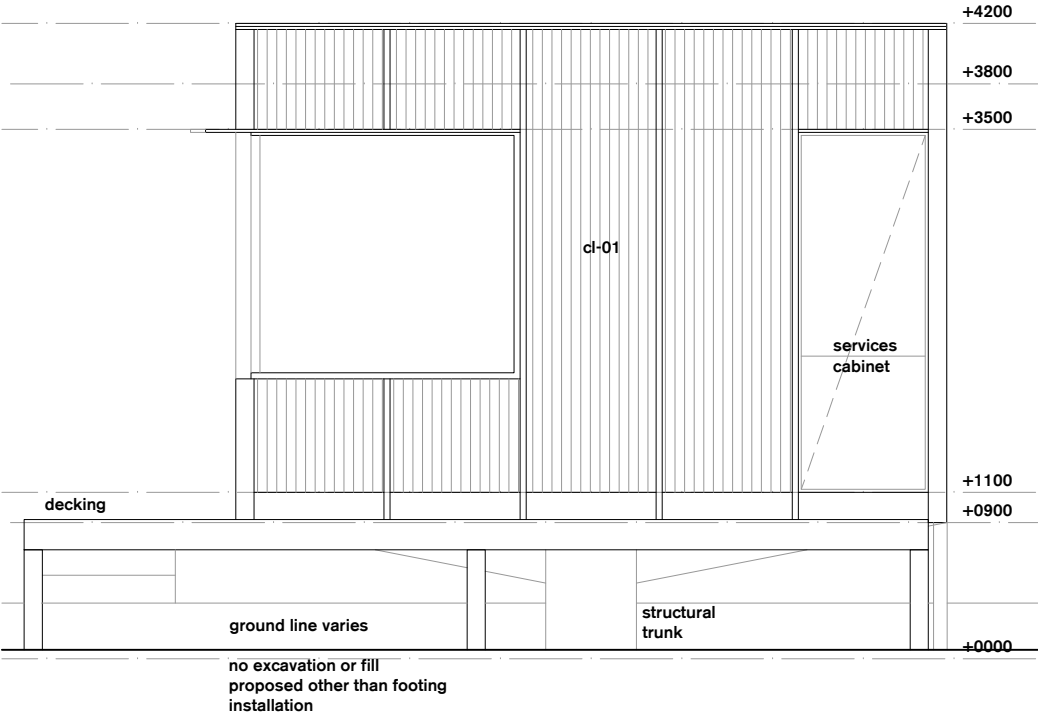 +4200
+3800
+3500
cl-01
services
cabinet
+1100
decking
+0900
structural
trunk
ground line varies
+0000
no excavation or fill
proposed other than footing
installation